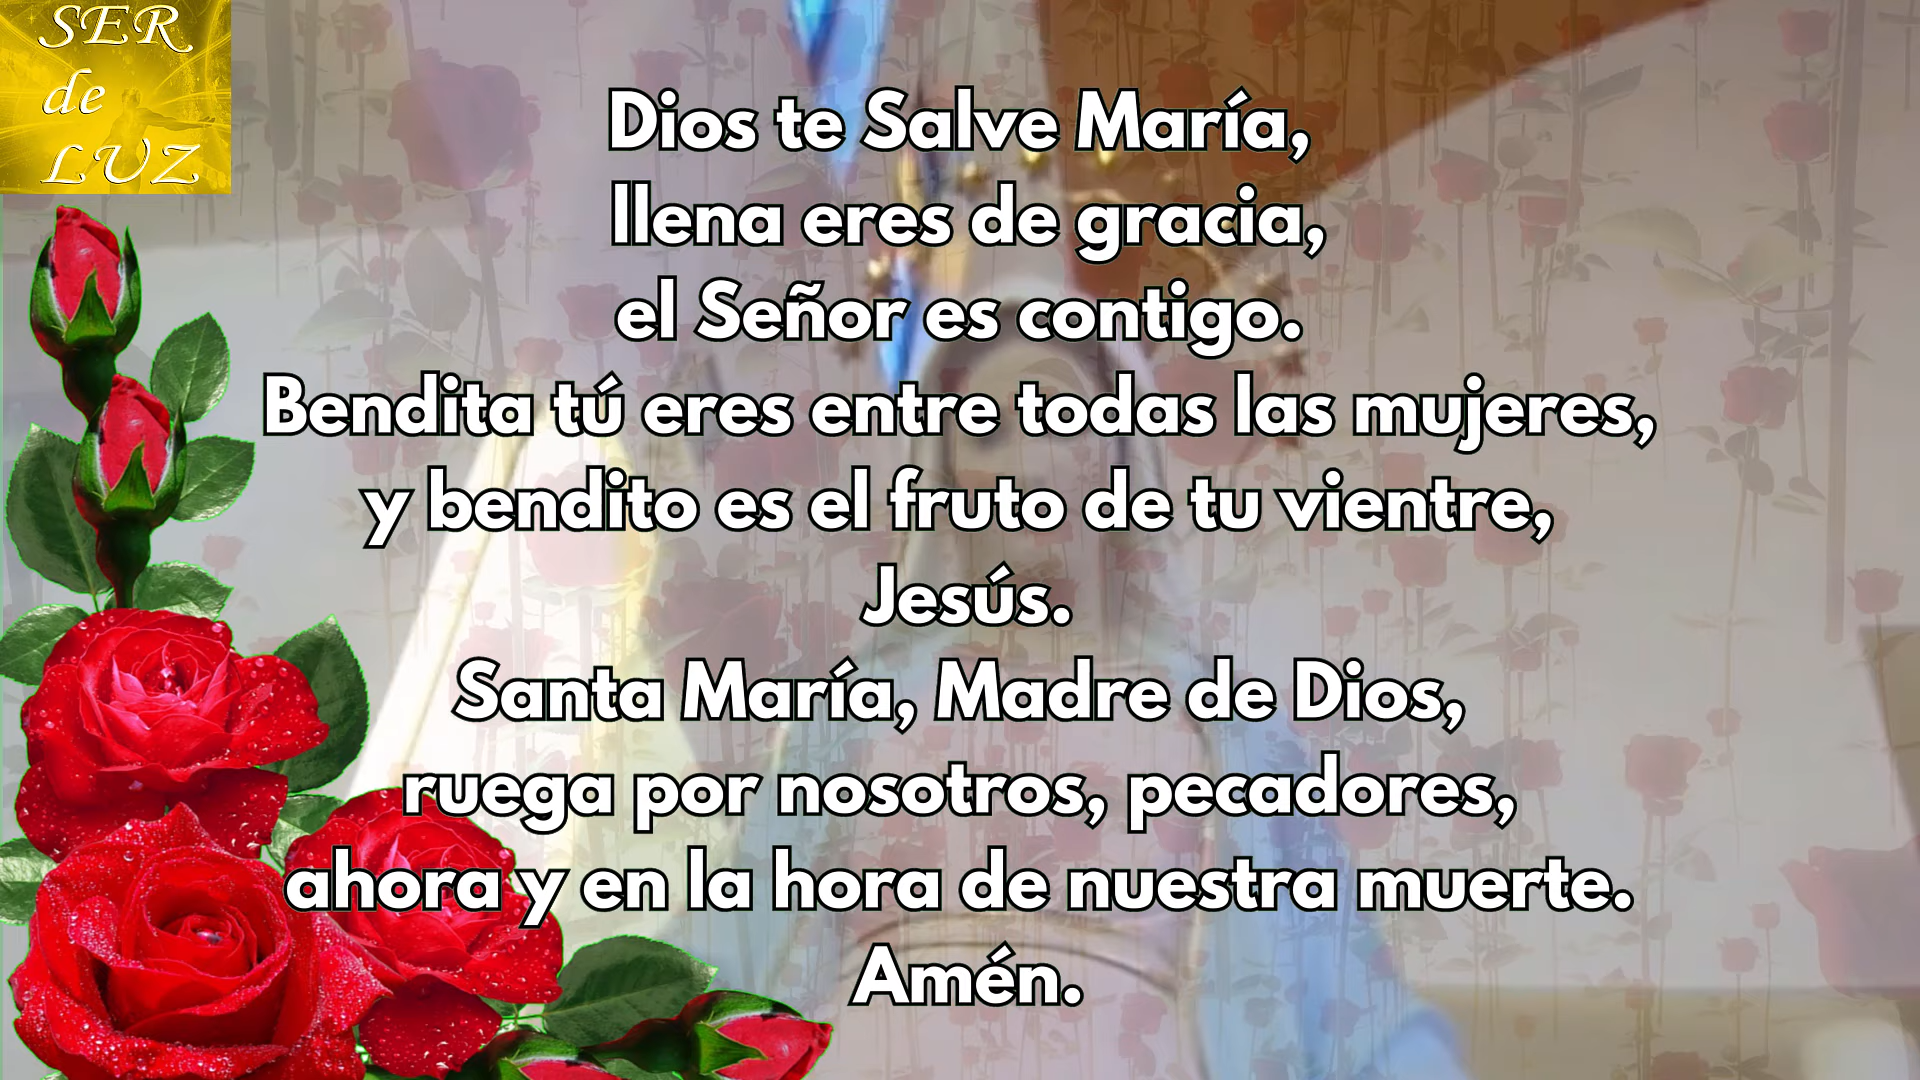 SER
de
LUZ
Dios te Salve María,
llena eres de gracia,
el Señor es contigo.
Bendita tú eres entre todas las mujeres,
y bendito es el fruto de tu vientre,
Jesús.
Santa María, Madre de Dios,
ruega por nosotros, pecadores,
ahora y en la hora de nuestra muerte.
Amén.